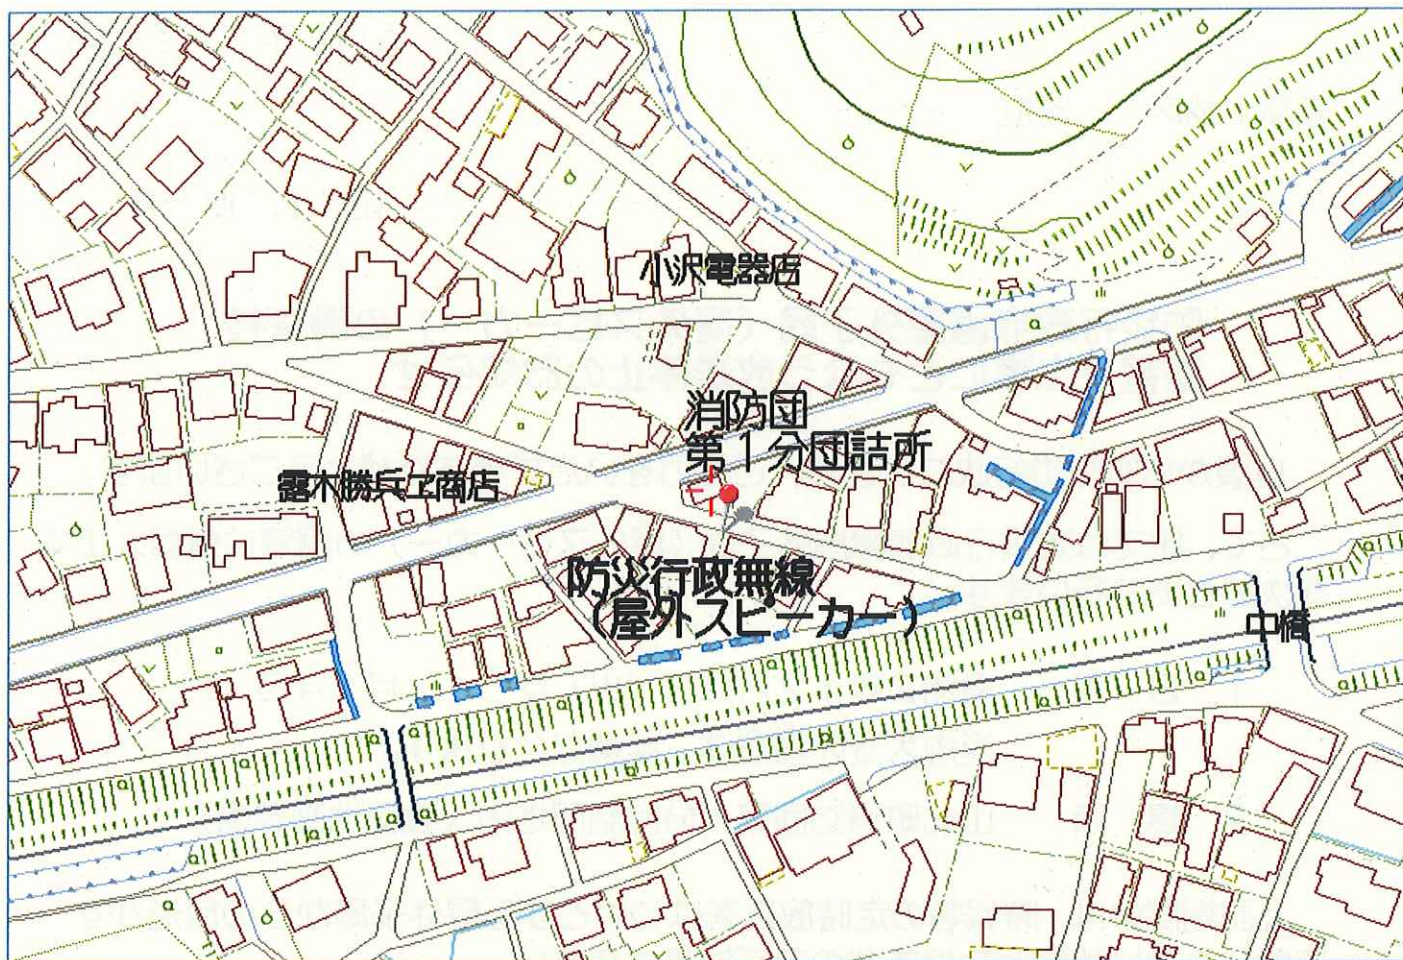 小沢電器店
消防団
第１分団詰所
露木勝兵ヱ商店
防災行政無線
（屋外スピーカー）
中橋